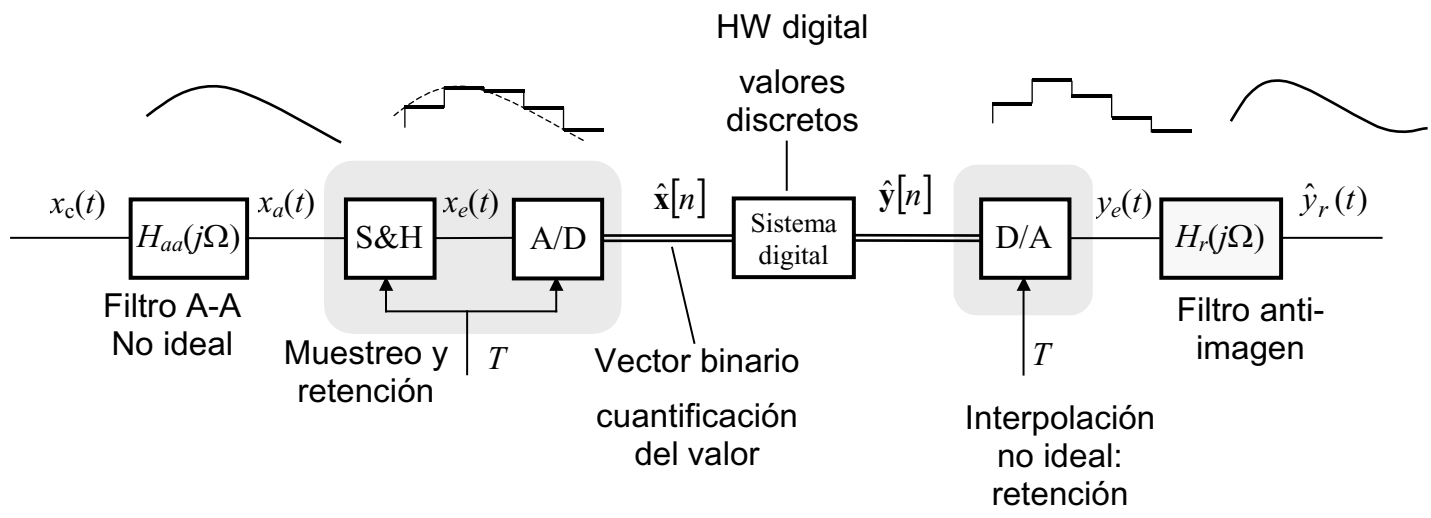 HW digital
valores
discretos
x_c(t)
H_aa(jΩ)
x_a(t)
S&H
x_e(t)
A/D
x̂[n]
Sistema
digital
ŷ[n]
D/A
y_e(t)
H_r(jΩ)
ŷ_r(t)
Filtro A-A
No ideal
Muestreo y
retención
T
Vector binario
cuantificación
del valor
T
Interpolación
no ideal:
retención
Filtro anti-
imagen